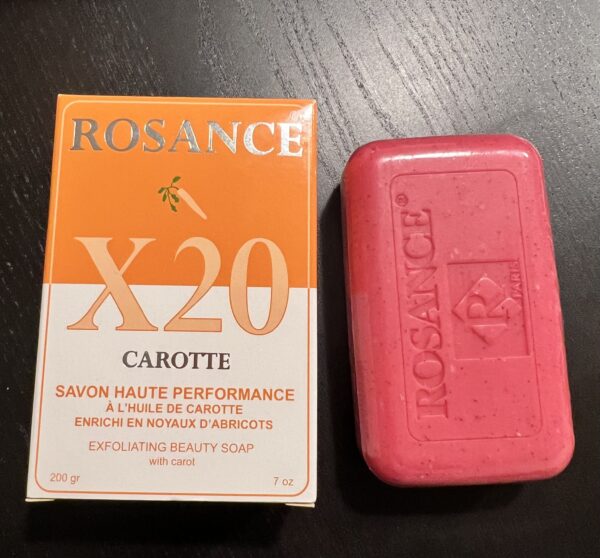 ROSANCE
X20
CAROTTE
SAVON HAUTE PERFORMANCE
À L'HUILE DE CAROTTE
ENRICHI EN NOYAUX D'ABRICOTS
EXFOLIATING BEAUTY SOAP
with carot
200 gr 7 oz
ROSANCE®
R
PARIS